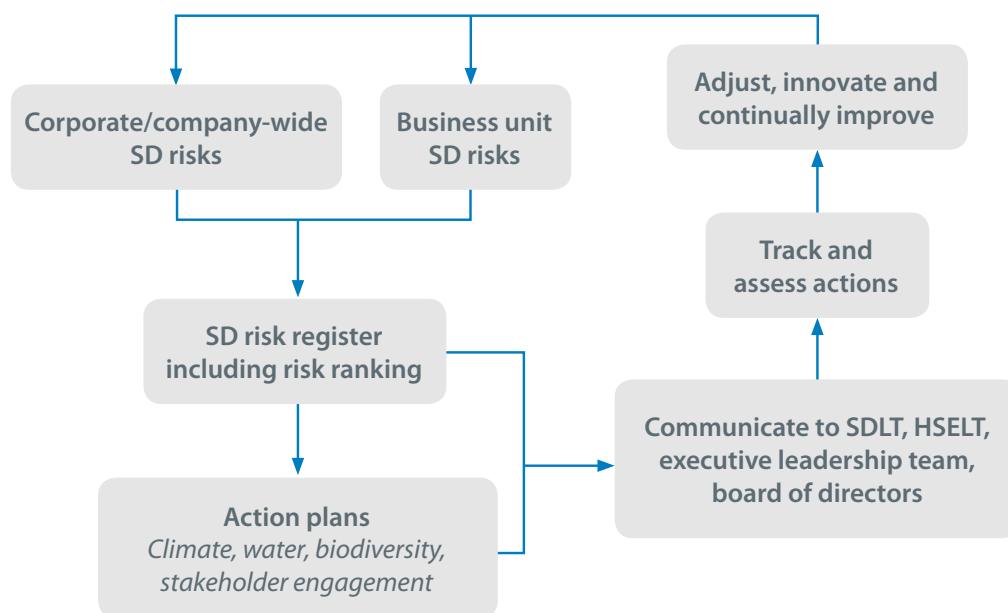 Corporate/company-wide
SD risks
Business unit
SD risks
Adjust, innovate and
continually improve
Track and
assess actions
SD risk register
including risk ranking
Communicate to SDLT, HSELT,
executive leadership team,
board of directors
Action plans
Climate, water, biodiversity,
stakeholder engagement